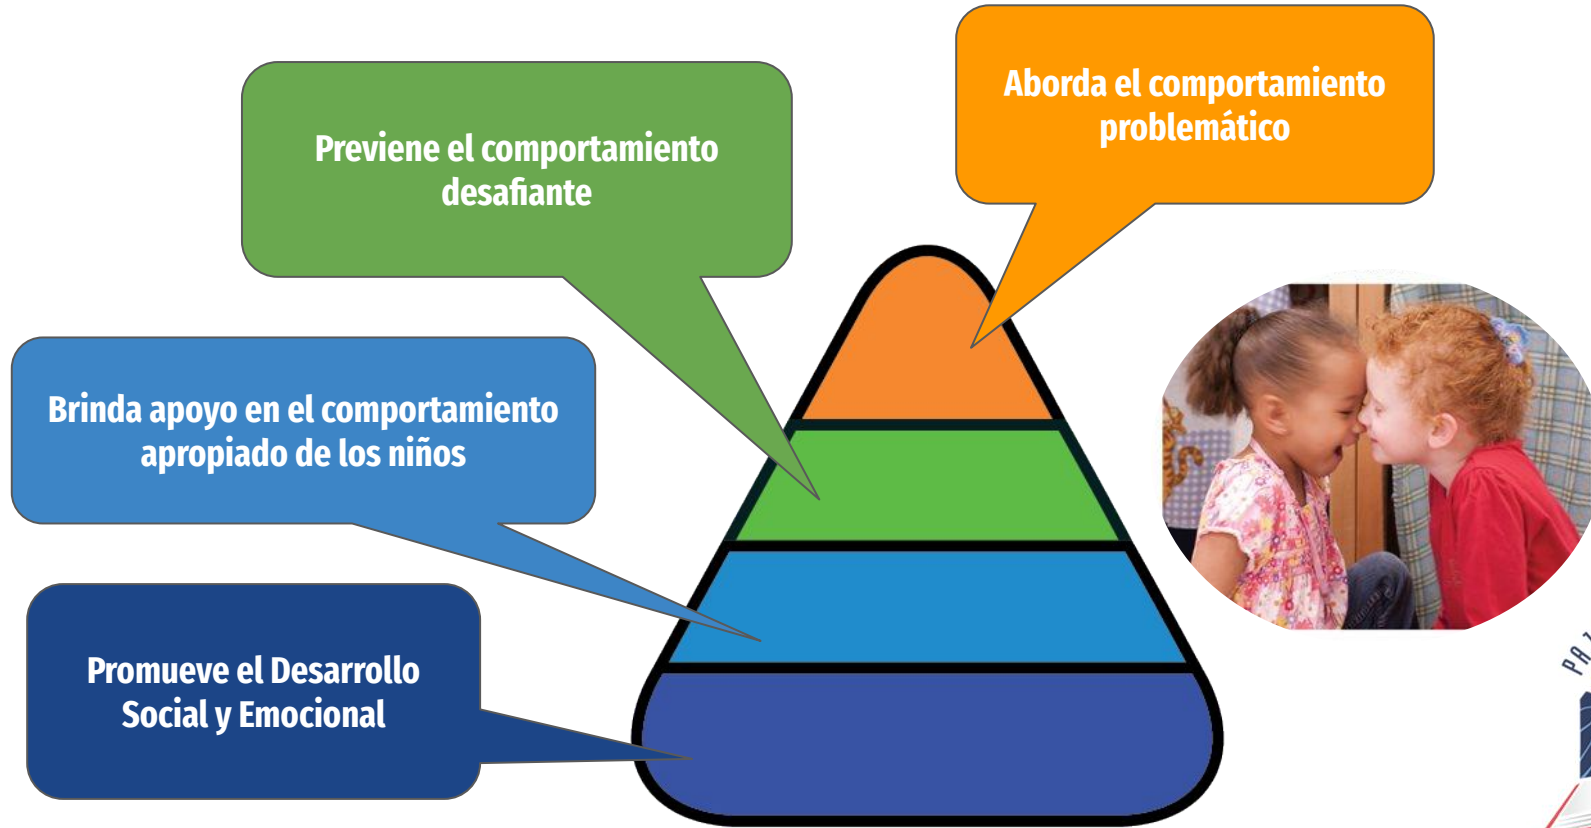 Aborda el comportamiento
problemático
Previene el comportamiento
desafiante
Brinda apoyo en el comportamiento
apropiado de los niños
Promueve el Desarrollo
Social y Emocional